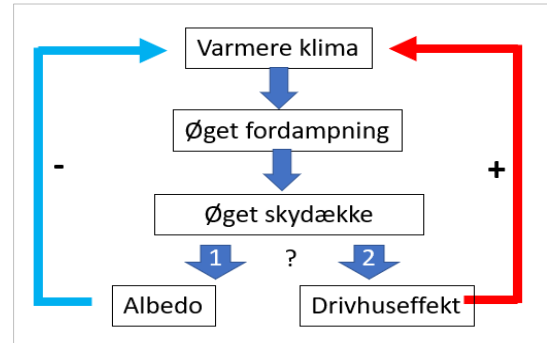 Varmere klima
Øget fordampning
-
+
Øget skydække
1 ? 2
Albedo
Drivhuseffekt